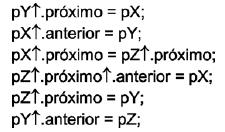 pY↑.próximo = pX;
pX↑.anterior = pY;
pX↑.próximo = pZ↑.próximo;
pZ↑.próximo↑.anterior = pX;
pZ↑.próximo = pY;
pY↑.anterior = pZ;